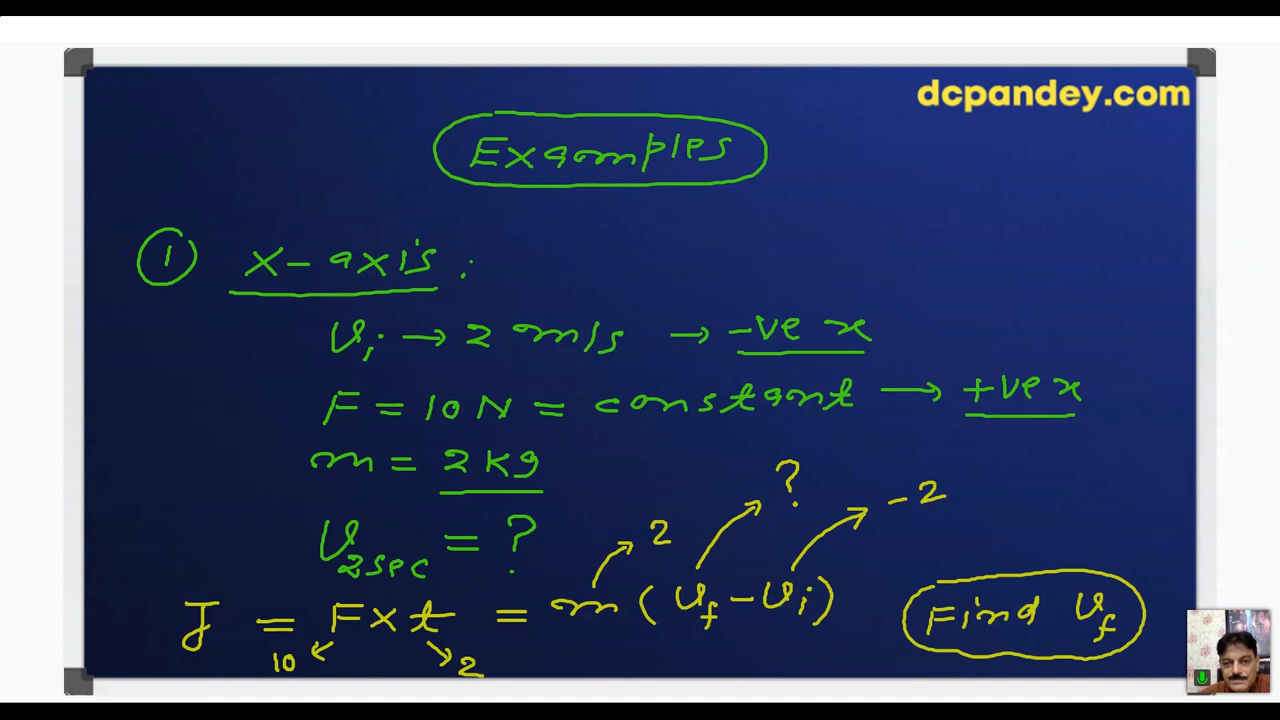 dcpandey.com
Examples
1 X-axis:
vi → 2 m/s → -ve x
F = 10 N = constant → +ve x
m = 2 Kg
v2sec = ?
J = F × t = m (vf - vi)
10 2 2 ? -2
Find vf